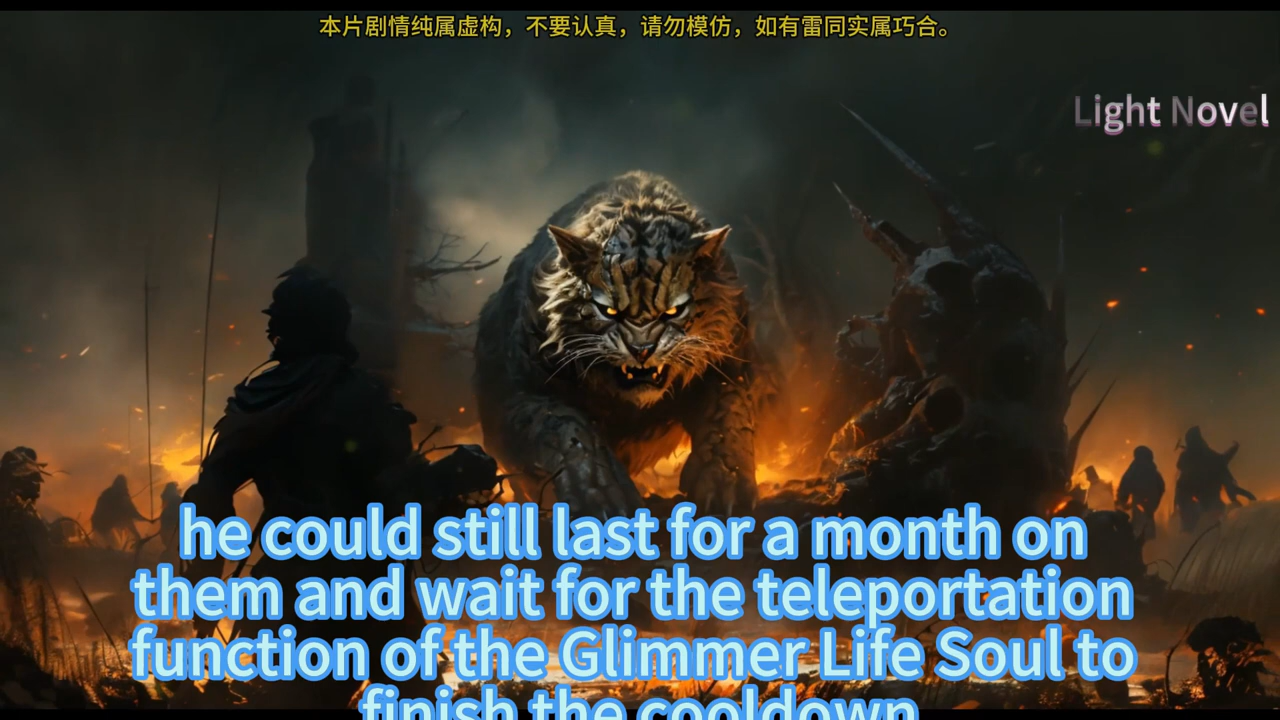 本片剧情纯属虚构，不要认真，请勿模仿，如有雷同实属巧合。
Light Novel
he could still last for a month on
them and wait for the teleportation
function of the Glimmer Life Soul to
finish the cooldown